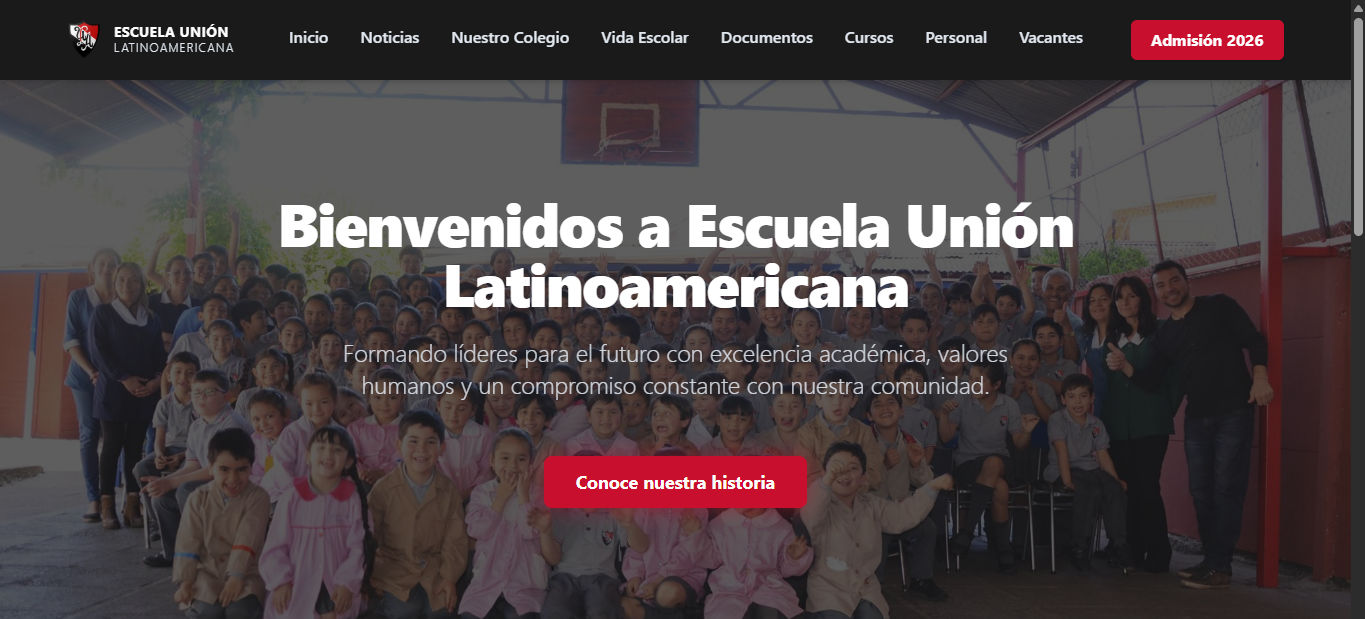 ESCUELA UNIÓN
LATINOAMERICANA
Inicio
Noticias
Nuestro Colegio
Vida Escolar
Documentos
Cursos
Personal
Vacantes
Admisión 2026
Bienvenidos a Escuela Unión
Latinoamericana
Formando líderes para el futuro con excelencia académica, valores
humanos y un compromiso constante con nuestra comunidad.
Conoce nuestra historia